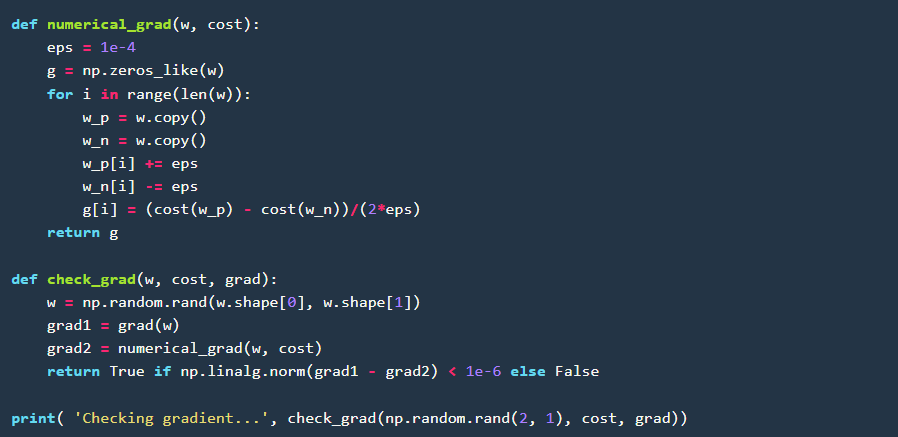 def numerical_grad(w, cost):
    eps = 1e-4
    g = np.zeros_like(w)
    for i in range(len(w)):
        w_p = w.copy()
        w_n = w.copy()
        w_p[i] += eps
        w_n[i] -= eps
        g[i] = (cost(w_p) - cost(w_n))/(2*eps)
    return g

def check_grad(w, cost, grad):
    w = np.random.rand(w.shape[0], w.shape[1])
    grad1 = grad(w)
    grad2 = numerical_grad(w, cost)
    return True if np.linalg.norm(grad1 - grad2) < 1e-6 else False

print( 'Checking gradient...', check_grad(np.random.rand(2, 1), cost, grad))